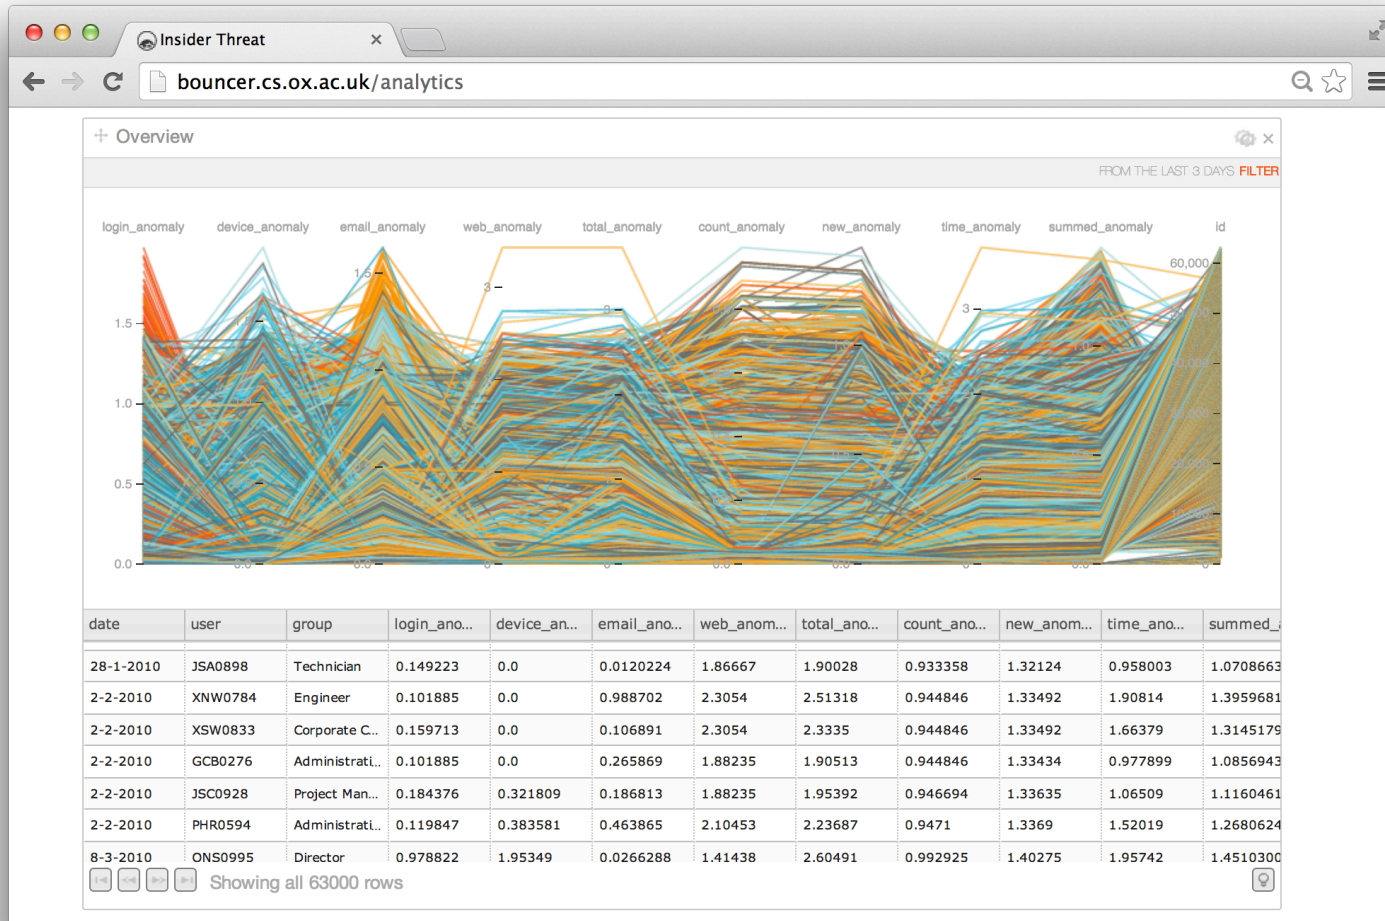 Insider Threat
bouncer.cs.ox.ac.uk/analytics
Overview
FROM THE LAST 3 DAYS FILTER
login_anomaly device_anomaly email_anomaly web_anomaly total_anomaly count_anomaly new_anomaly time_anomaly summed_anomaly id
60,000
1.5
3
3
1.5
1.0
0.5
0.0
date user group login_ano... device_an... email_ano... web_anom... total_ano... count_ano... new_anom... time_ano... summed_
28-1-2010 JSA0898 Technician 0.149223 0.0 0.0120224 1.86667 1.90028 0.933358 1.32124 0.958003 1.0708663
2-2-2010 XNW0784 Engineer 0.101885 0.0 0.988702 2.3054 2.51318 0.944846 1.33492 1.90814 1.3959681
2-2-2010 XSW0833 Corporate C... 0.159713 0.0 0.106891 2.3054 2.3335 0.944846 1.33492 1.66379 1.3145179
2-2-2010 GCB0276 Administrati... 0.101885 0.0 0.265869 1.88235 1.90513 0.944846 1.33434 0.977899 1.0856943
2-2-2010 JSC0928 Project Man... 0.184376 0.321809 0.186813 1.88235 1.95392 0.946694 1.33635 1.06509 1.1160461
2-2-2010 PHR0594 Administrati... 0.119847 0.383581 0.463865 2.10453 2.23687 0.9471 1.3369 1.52019 1.2680624
8-3-2010 ONS0995 Director 0.978822 1.95349 0.0266288 1.41438 2.60491 0.992925 1.40275 1.95742 1.4510300
Showing all 63000 rows